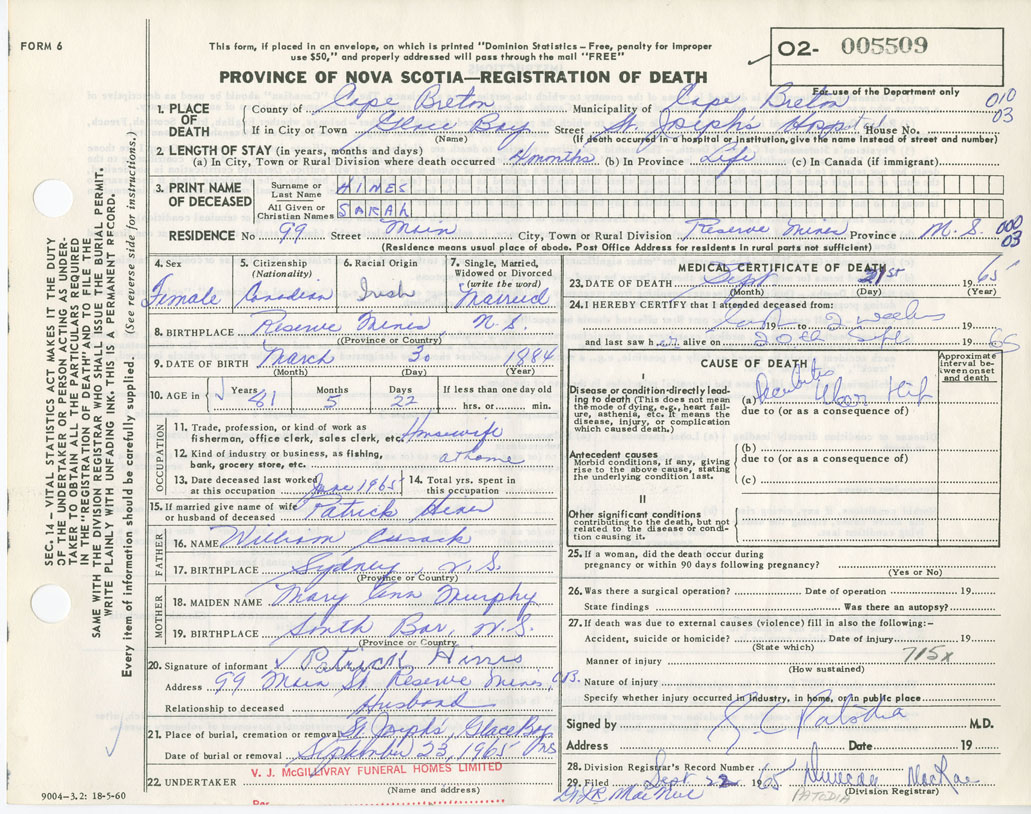 FORM 6
This form, if placed in an envelope, on which is printed "Dominion Statistics – Free, penalty for improper
use $50," and properly addressed will pass through the mail "FREE"
O2- 005509
PROVINCE OF NOVA SCOTIA—REGISTRATION OF DEATH
For use of the Department only
010
03
1. PLACE OF DEATH
County of Cape Breton Municipality of Cape Breton
If in City or Town Glace Bay Street St. Joseph's Hospital House No.
(Name) (If death occurred in a hospital or institution, give the name instead of street and number)
2. LENGTH OF STAY (in years, months and days)
(a) In City, Town or Rural Division where death occurred 4 months (b) In Province Life (c) In Canada (if immigrant)
3. PRINT NAME OF DECEASED
Surname or Last Name HINES
All Given or Christian Names SARAH
RESIDENCE No 99 Street Main City, Town or Rural Division Reserve Mines Province N.S. 000
03
(Residence means usual place of abode. Post Office Address for residents in rural parts not sufficient)
4. Sex Female
5. Citizenship (Nationality) Canadian
6. Racial Origin Irish
7. Single, Married, Widowed or Divorced (write the word) Married
8. BIRTHPLACE Reserve Mines, N.S.
(Province or Country)
9. DATE OF BIRTH March 30 1884
(Month) (Day) (Year)
10. AGE in Years 81 Months 5 Days 22 If less than one day old hrs. or min.
OCCUPATION
11. Trade, profession, or kind of work as fisherman, office clerk, sales clerk, etc. Housewife
12. Kind of industry or business, as fishing, bank, grocery store, etc. at home
13. Date deceased last worked at this occupation June 1965
14. Total yrs. spent in this occupation
15. If married give name of wife or husband of deceased Patrick Hines
FATHER
16. NAME William Cusack
17. BIRTHPLACE Sydney, N.S.
(Province or Country)
MOTHER
18. MAIDEN NAME Mary Ann Murphy
19. BIRTHPLACE South Bar, N.S.
(Province or Country)
20. Signature of informant Patrick Hines
Address 99 Main St Reserve Mines, C.B.
Relationship to deceased Husband
21. Place of burial, cremation or removal St. Joseph's, Glace Bay NS
Date of burial or removal September 23, 1965
22. UNDERTAKER V. J. McGILLIVRAY FUNERAL HOMES LIMITED
(Name and address)
Per
9004–3.2: 18-5-60
MEDICAL CERTIFICATE OF DEATH
23. DATE OF DEATH Sept 21st 1965
(Month) (Day) (Year)
24. I HEREBY CERTIFY that I attended deceased from:
19 2 weeks 19
and last saw her alive on 20th Sept 1965
CAUSE OF DEATH
Approximate interval between onset and death
I
Disease or condition directly leading to death (This does not mean the mode of dying, e.g., heart failure, asthenia, etc. It means the disease, injury, or complication which caused death.)
(a) Decubitus Ulcer Hip
due to (or as a consequence of)
Antecedent causes
Morbid conditions, if any, giving rise to the above cause, stating the underlying condition last.
(b)
due to (or as a consequence of)
(c)
II
Other significant conditions
contributing to the death, but not related to the disease or condition causing it.
25. If a woman, did the death occur during
pregnancy or within 90 days following pregnancy?
(Yes or No)
26. Was there a surgical operation? Date of operation 19
State findings Was there an autopsy?
27. If death was due to external causes (violence) fill in also the following:–
Accident, suicide or homicide? Date of injury 19
(State which)
715X
Manner of injury
(How sustained)
Nature of injury
Specify whether injury occurred in industry, in home, or in public place
Signed by Patodia M.D.
Address Date 19
28. Division Registrar's Record Number
29. Filed Sept 22 1965 Duncan MacRae
(Division Registrar)
PATODIA
SEC. 14 – VITAL STATISTICS ACT MAKES IT THE DUTY
OF THE UNDERTAKER OR PERSON ACTING AS UNDER-
TAKER TO OBTAIN ALL THE PARTICULARS REQUIRED
IN THE "REGISTRATION OF DEATH" AND TO FILE THE
SAME WITH THE DIVISION REGISTRAR WHO SHALL ISSUE THE BURIAL PERMIT.
WRITE PLAINLY WITH UNFADING INK. THIS IS A PERMANENT RECORD.
Every item of information should be carefully supplied. (See reverse side for instructions.)